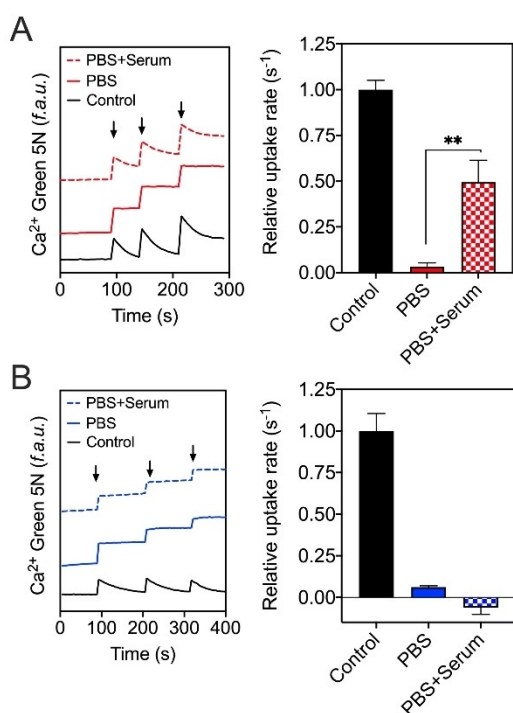 A
PBS+Serum
PBS
Control
Ca²⁺ Green 5N (f.a.u.)
0 100 200 300
Time (s)
Relative uptake rate (s⁻¹)
1.25
1.00
0.75
0.50
0.25
0.00
**
Control
PBS
PBS+Serum
B
PBS+Serum
PBS
Control
Ca²⁺ Green 5N (f.a.u.)
0 100 200 300 400
Time (s)
Relative uptake rate (s⁻¹)
1.25
1.00
0.75
0.50
0.25
0.00
Control
PBS
PBS+Serum